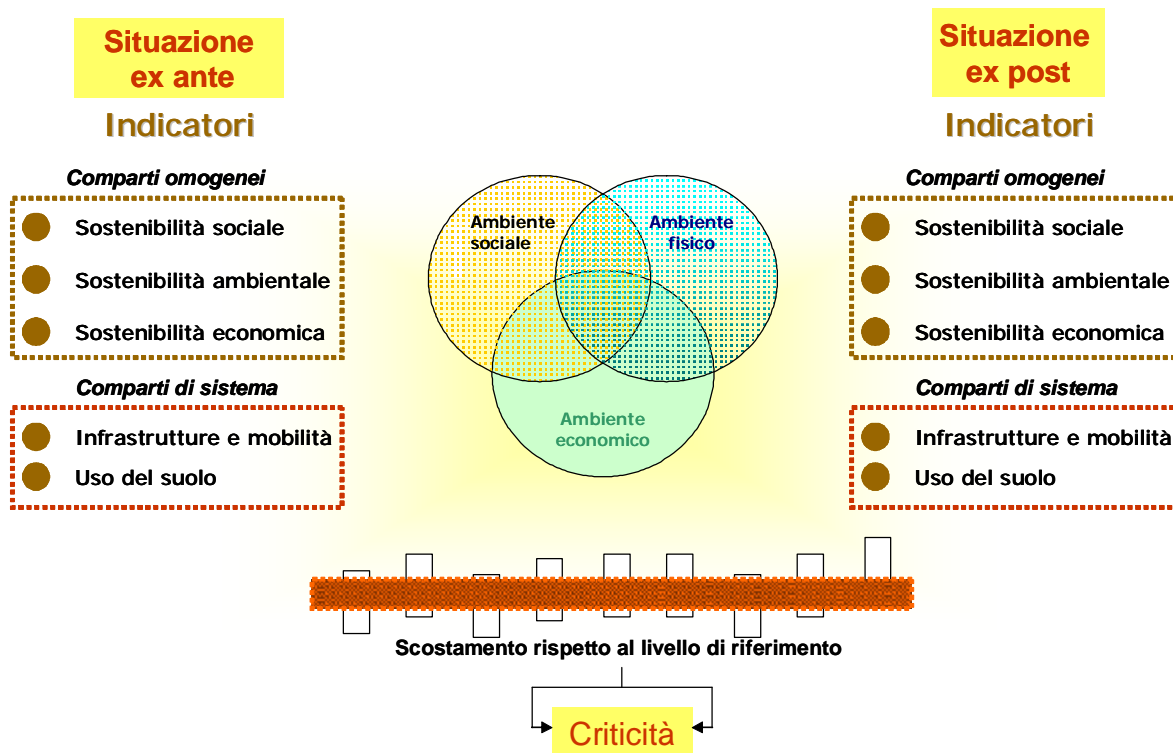 Situazione
ex ante
Indicatori
Comparti omogenei
Sostenibilità sociale
Sostenibilità ambientale
Sostenibilità economica
Comparti di sistema
Infrastrutture e mobilità
Uso del suolo
Ambiente
sociale
Ambiente
fisico
Ambiente
economico
Situazione
ex post
Indicatori
Comparti omogenei
Sostenibilità sociale
Sostenibilità ambientale
Sostenibilità economica
Comparti di sistema
Infrastrutture e mobilità
Uso del suolo
Scostamento rispetto al livello di riferimento
Criticità